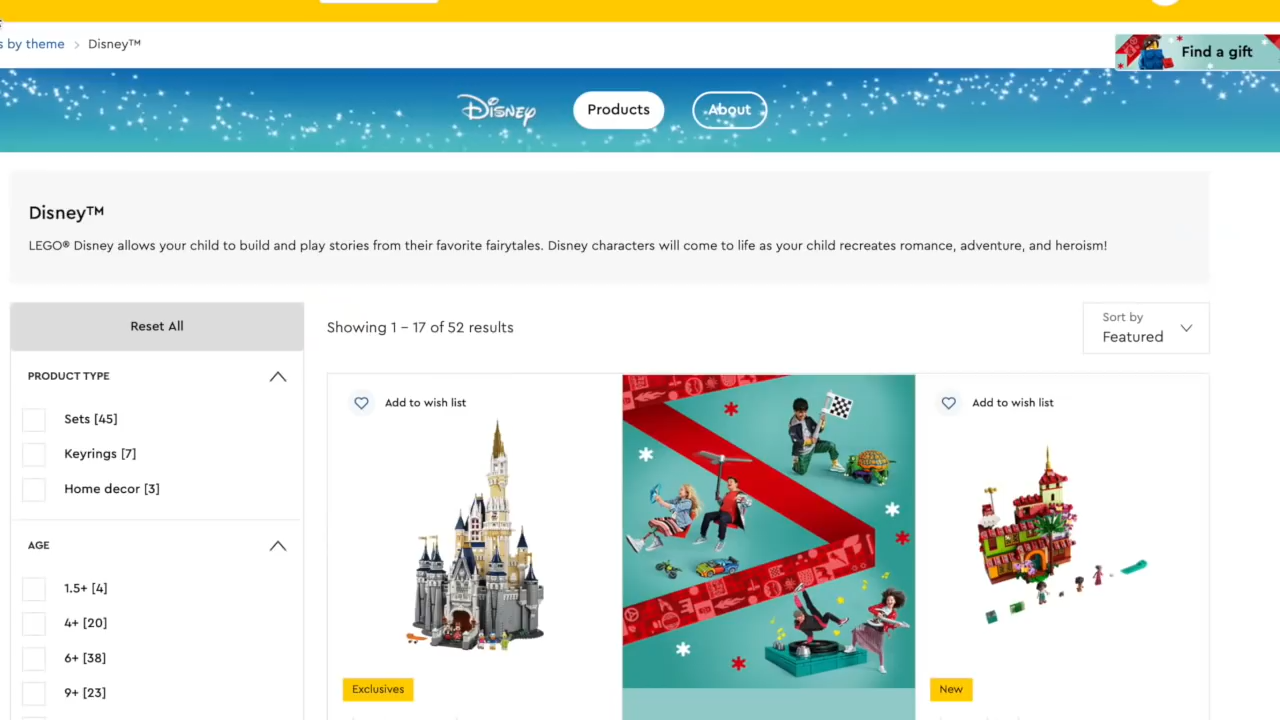 s by theme > Disney™
Find a gift
Disney
Products
About
Disney™
LEGO® Disney allows your child to build and play stories from their favorite fairytales. Disney characters will come to life as your child recreates romance, adventure, and heroism!
Reset All
Showing 1 - 17 of 52 results
Sort by
Featured
PRODUCT TYPE
Sets [45]
Keyrings [7]
Home decor [3]
AGE
1.5+ [4]
4+ [20]
6+ [38]
9+ [23]
Add to wish list
Exclusives
Add to wish list
New